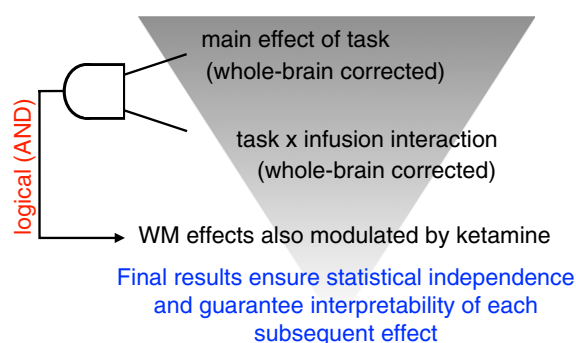 main effect of task
(whole-brain corrected)
logical (AND)
task x infusion interaction
(whole-brain corrected)
WM effects also modulated by ketamine
Final results ensure statistical independence
and guarantee interpretability of each
subsequent effect